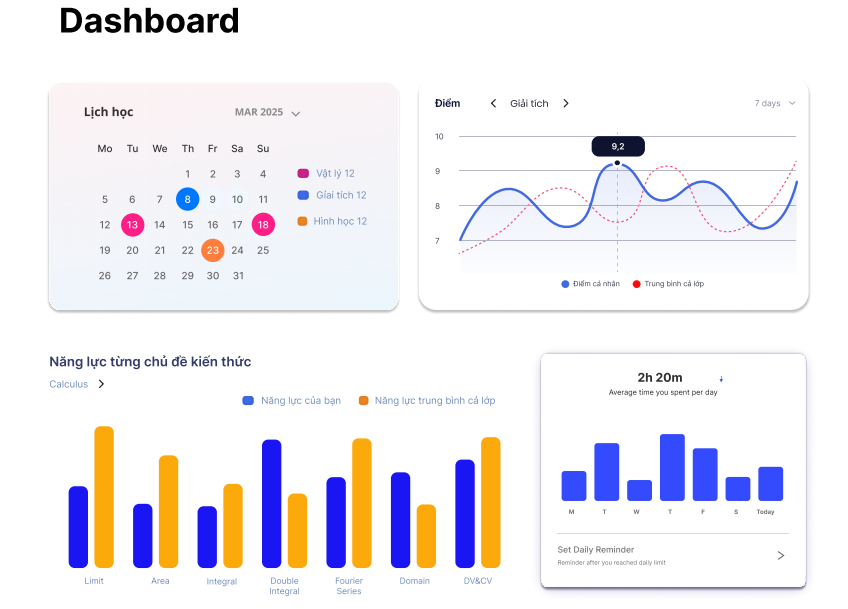 Dashboard
Lịch học
MAR 2025
Mo Tu We Th Fr Sa Su
1 2 3 4
5 6 7 8 9 10 11
12 13 14 15 16 17 18
19 20 21 22 23 24 25
26 27 28 29 30 31
Vật lý 12
Giải tích 12
Hình học 12
Điểm
Giải tích
7 days
10
9
8
7
9,2
Điểm cá nhân
Trung bình cả lớp
Năng lực từng chủ đề kiến thức
Calculus
Năng lực của bạn
Năng lực trung bình cả lớp
Limit
Area
Integral
Double
Integral
Fourier
Series
Domain
DV&CV
2h 20m
Average time you spent per day
M T W T F S Today
Set Daily Reminder
Reminder after you reached daily limit